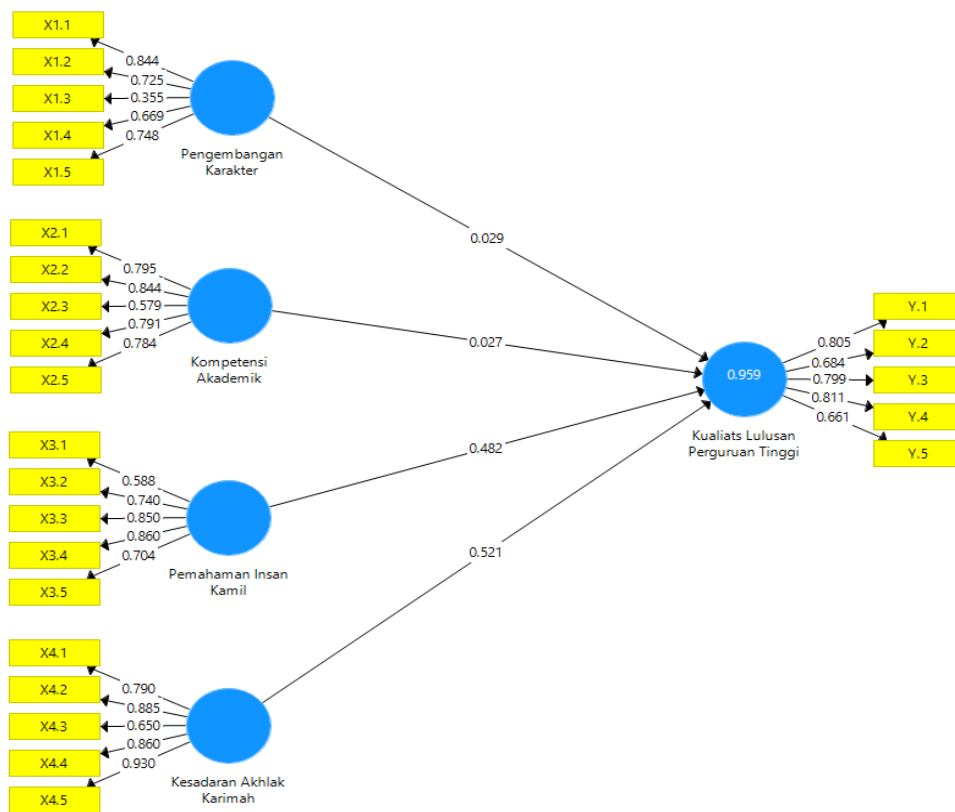 X1.1
X1.2
X1.3
X1.4
X1.5
0.844
0.725
0.355
0.669
0.748
Pengembangan
Karakter
0.029
X2.1
X2.2
X2.3
X2.4
X2.5
0.795
0.844
0.579
0.791
0.784
Kompetensi
Akademik
0.027
X3.1
X3.2
X3.3
X3.4
X3.5
0.588
0.740
0.850
0.860
0.704
Pemahaman Insan
Kamil
0.482
X4.1
X4.2
X4.3
X4.4
X4.5
0.790
0.885
0.650
0.860
0.930
Kesadaran Akhlak
Karimah
0.521
0.959
Kualiats Lulusan
Perguruan Tinggi
0.805
0.684
0.799
0.811
0.661
Y.1
Y.2
Y.3
Y.4
Y.5